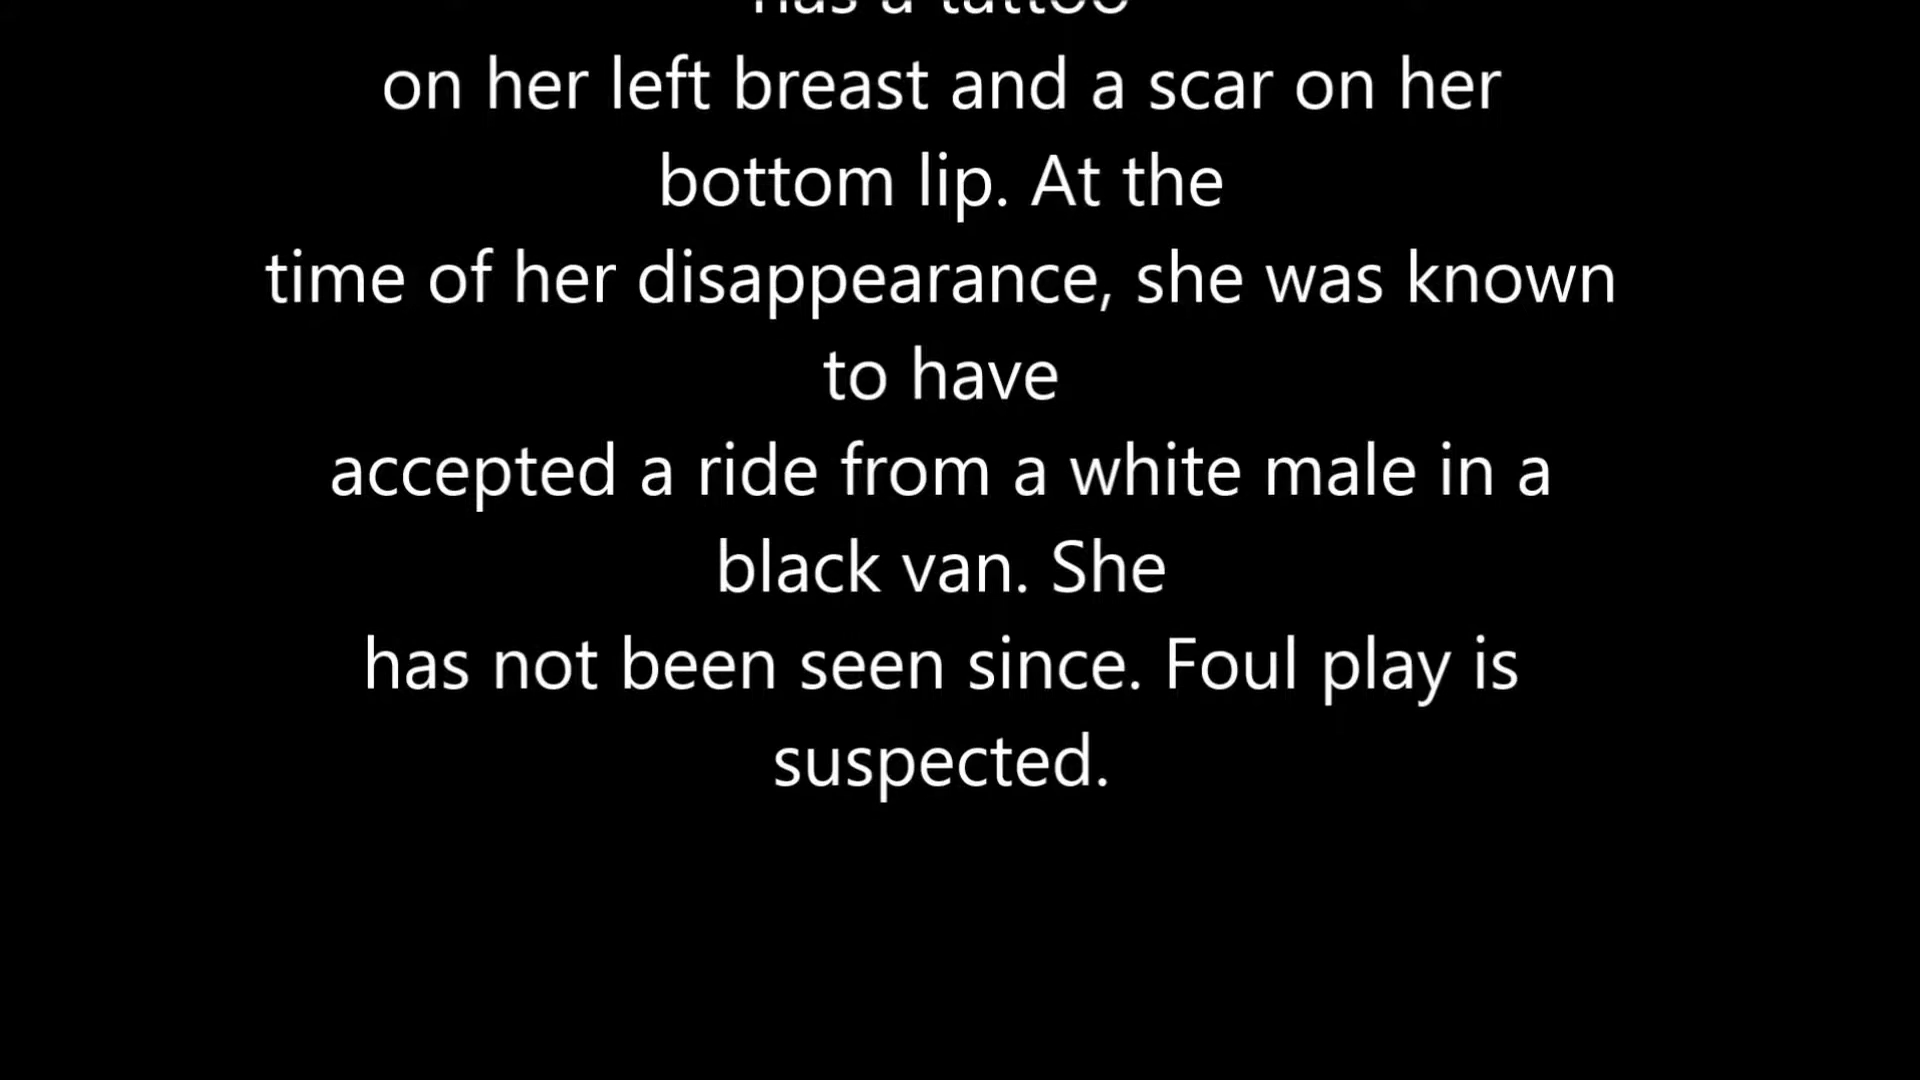 has a tattoo
on her left breast and a scar on her
bottom lip. At the
time of her disappearance, she was known
to have
accepted a ride from a white male in a
black van. She
has not been seen since. Foul play is
suspected.